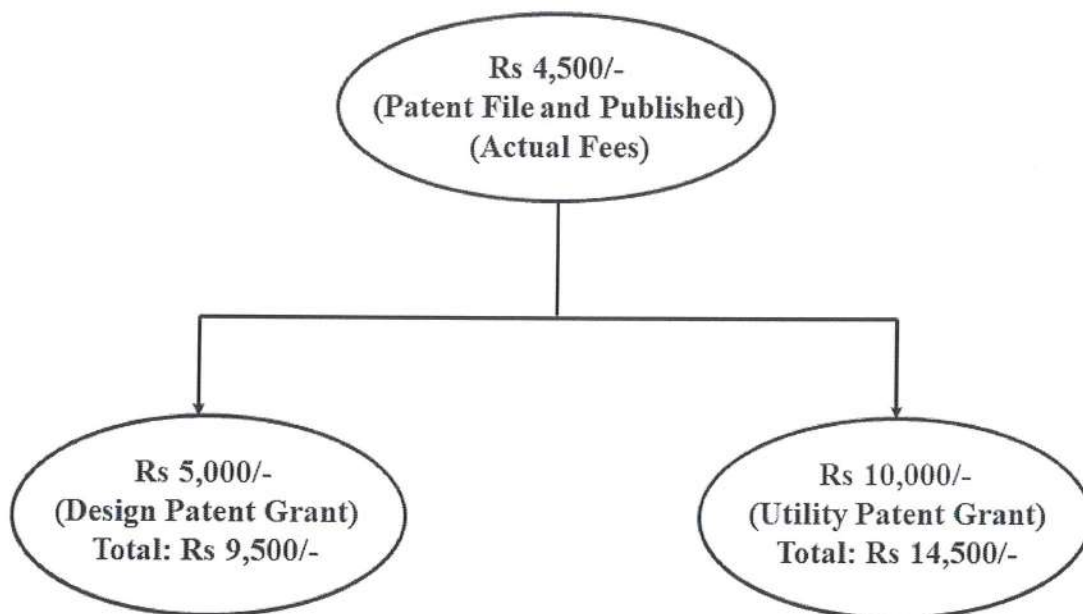 Rs 4,500/-
(Patent File and Published)
(Actual Fees)
Rs 5,000/-
(Design Patent Grant)
Total: Rs 9,500/-
Rs 10,000/-
(Utility Patent Grant)
Total: Rs 14,500/-